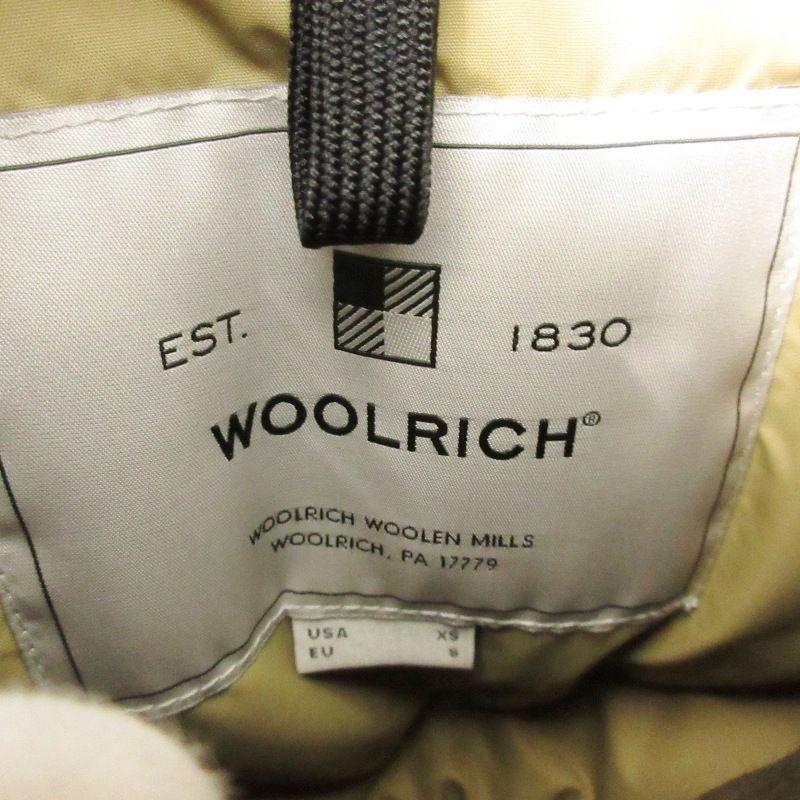 EST. 1830
WOOLRICH®
WOOLRICH WOOLEN MILLS
WOOLRICH, PA 17779
USA XS
EU S